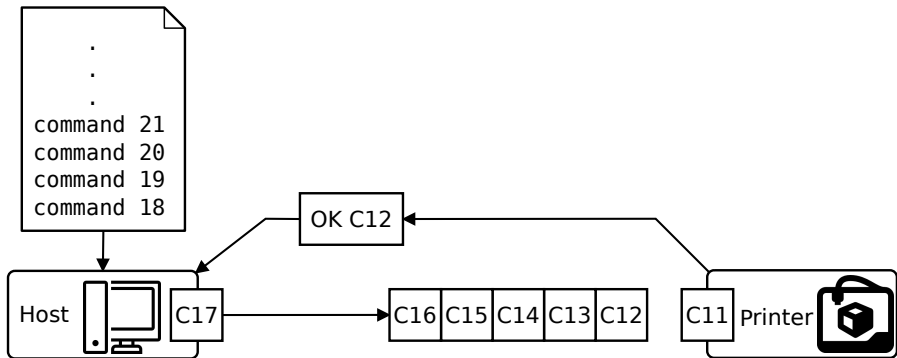 .
.
.
command 21
command 20
command 19
command 18
OK C12
Host
C17
C16 C15 C14 C13 C12
C11
Printer